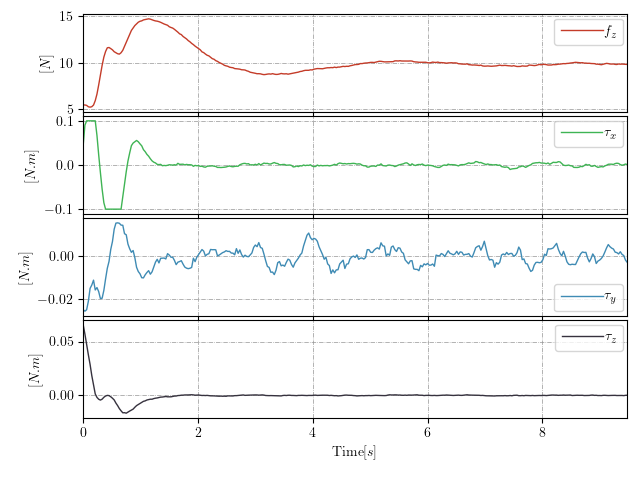 15
10
5
[N]
f_z
0.1
0.0
−0.1
[N.m]
τ_x
0.00
−0.02
[N.m]
τ_y
0.05
0.00
[N.m]
τ_z
0 2 4 6 8
Time[s]